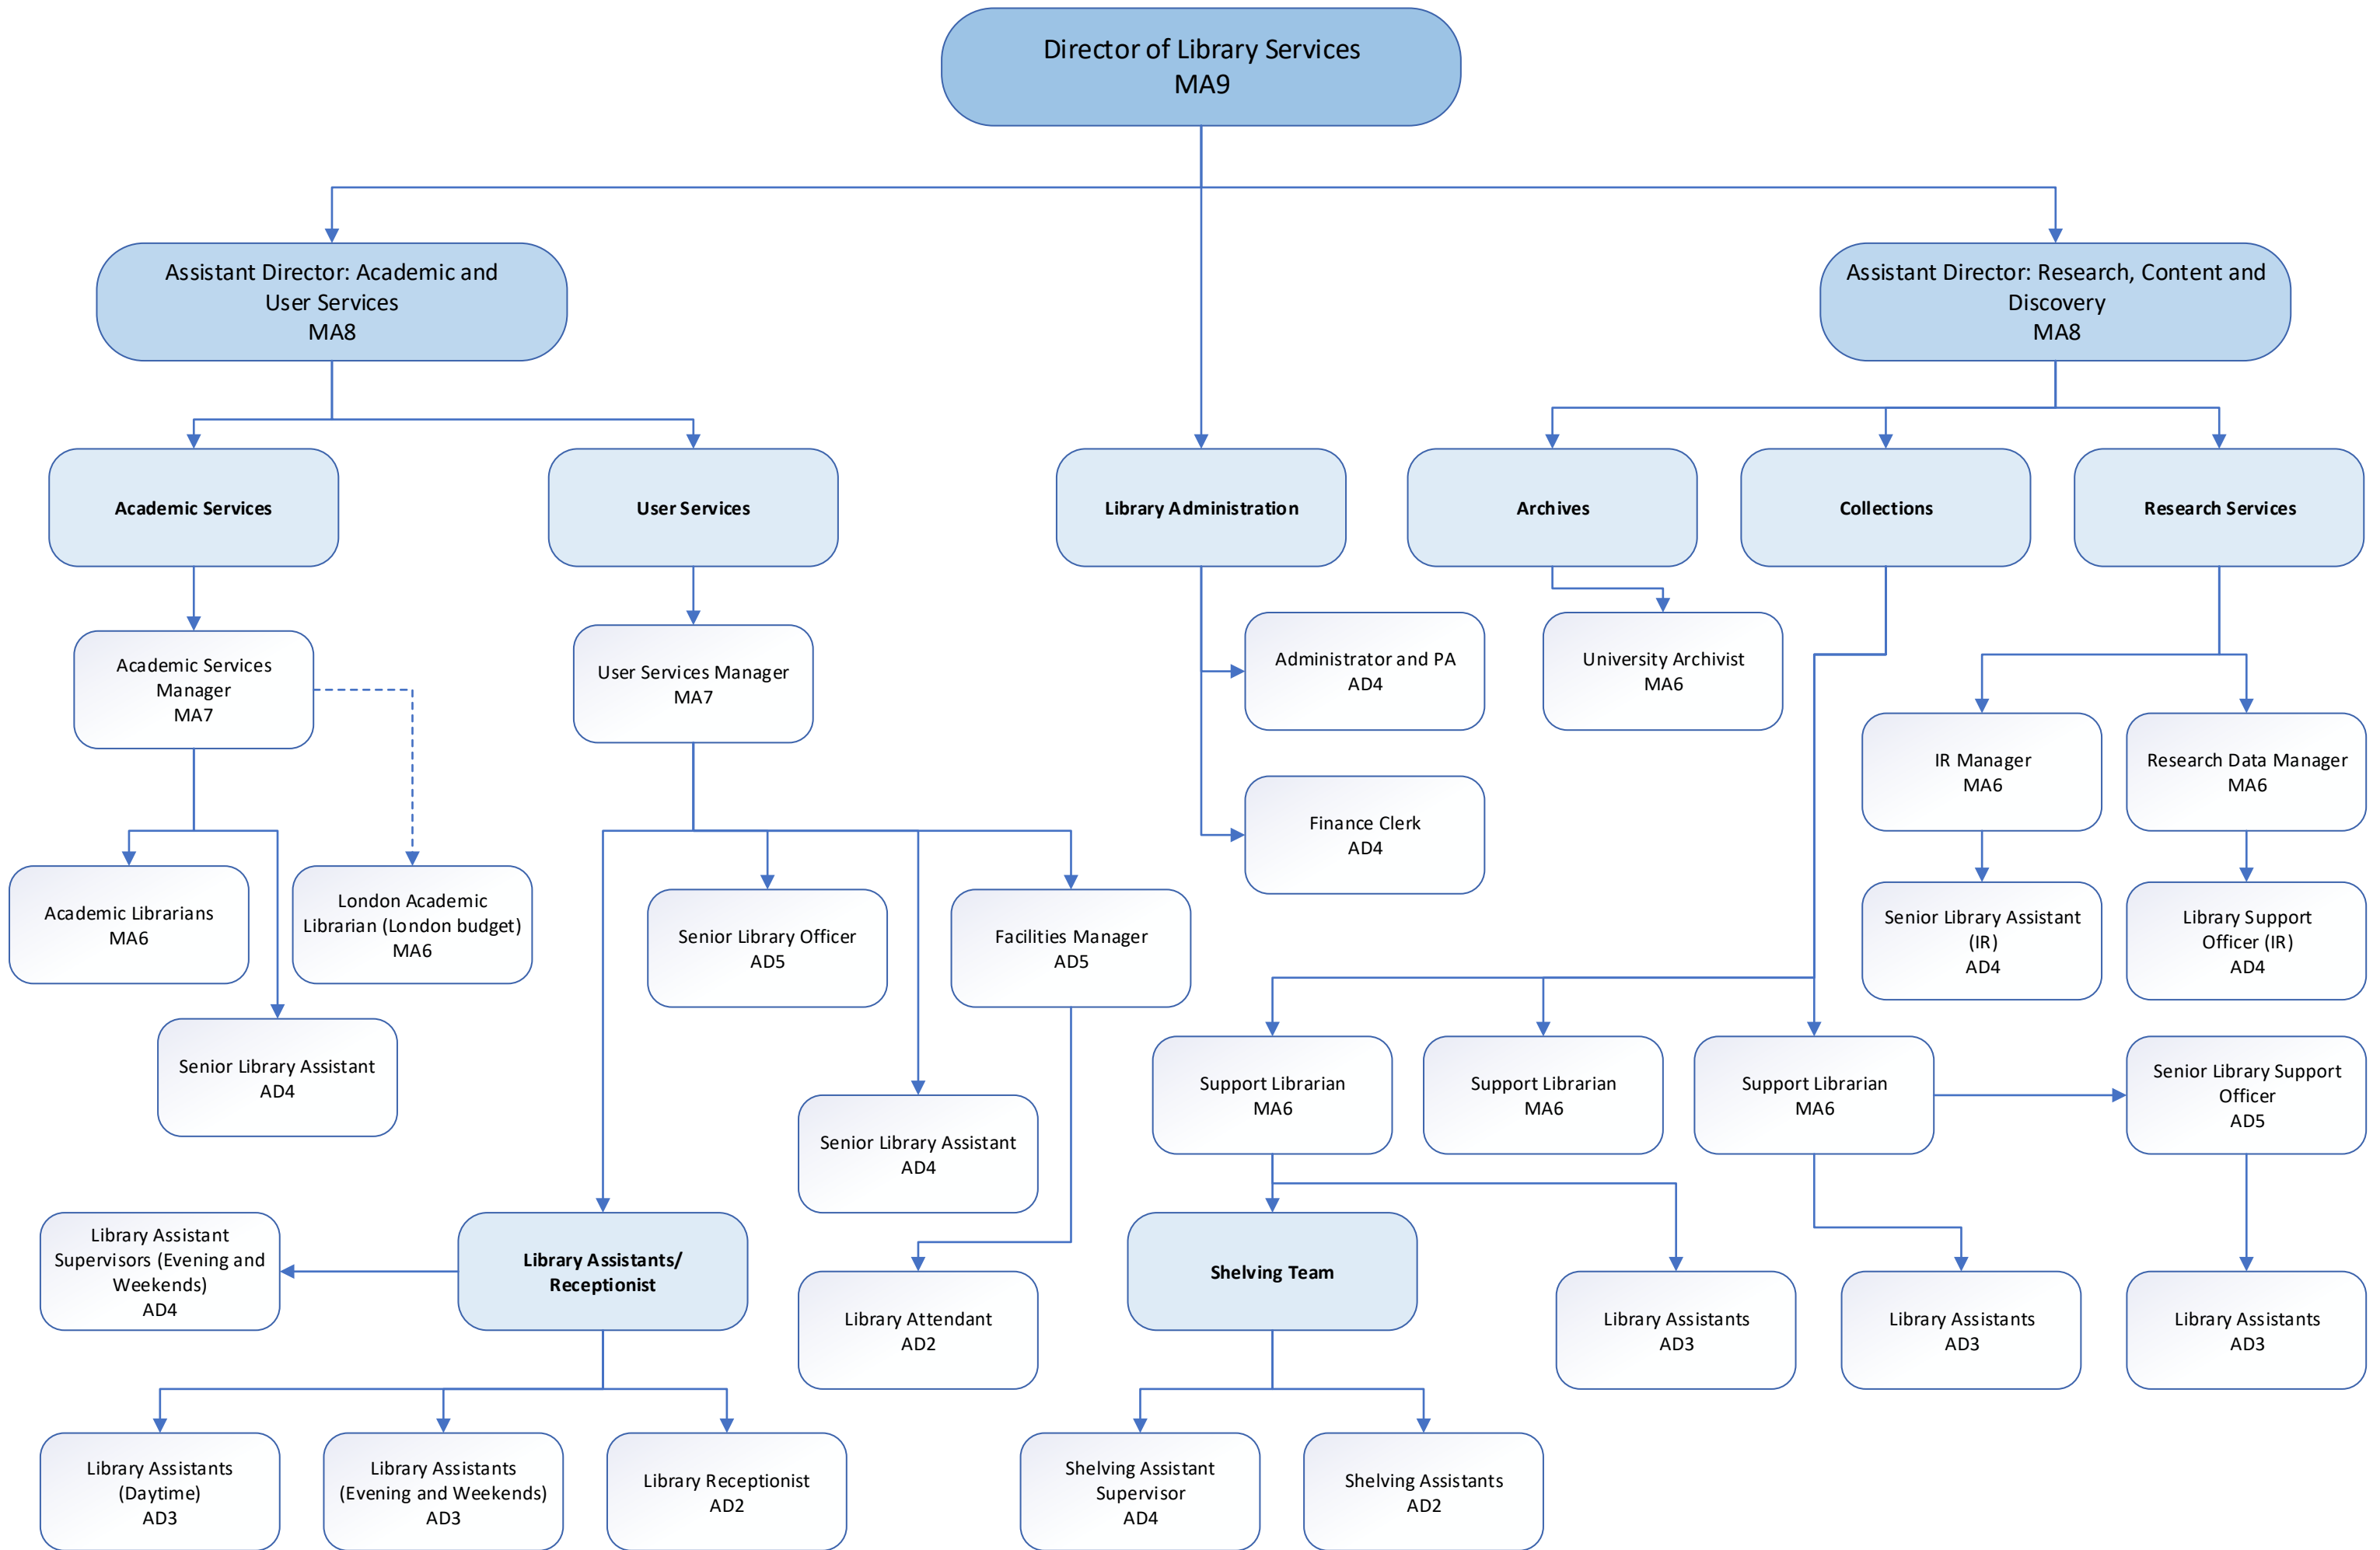 Director of Library Services
MA9
Assistant Director: Academic and
User Services
MA8
Assistant Director: Research, Content and
Discovery
MA8
Academic Services
User Services
Library Administration
Archives
Collections
Research Services
Academic Services
Manager
MA7
User Services Manager
MA7
Administrator and PA
AD4
University Archivist
MA6
IR Manager
MA6
Research Data Manager
MA6
Finance Clerk
AD4
Academic Librarians
MA6
London Academic
Librarian (London budget)
MA6
Senior Library Officer
AD5
Facilities Manager
AD5
Senior Library Assistant
(IR)
AD4
Library Support
Officer (IR)
AD4
Senior Library Assistant
AD4
Senior Library Assistant
AD4
Support Librarian
MA6
Support Librarian
MA6
Support Librarian
MA6
Senior Library Support
Officer
AD5
Library Assistant
Supervisors (Evening and
Weekends)
AD4
Library Assistants/
Receptionist
Library Attendant
AD2
Shelving Team
Library Assistants
AD3
Library Assistants
AD3
Library Assistants
AD3
Library Assistants
(Daytime)
AD3
Library Assistants
(Evening and Weekends)
AD3
Library Receptionist
AD2
Shelving Assistant
Supervisor
AD4
Shelving Assistants
AD2